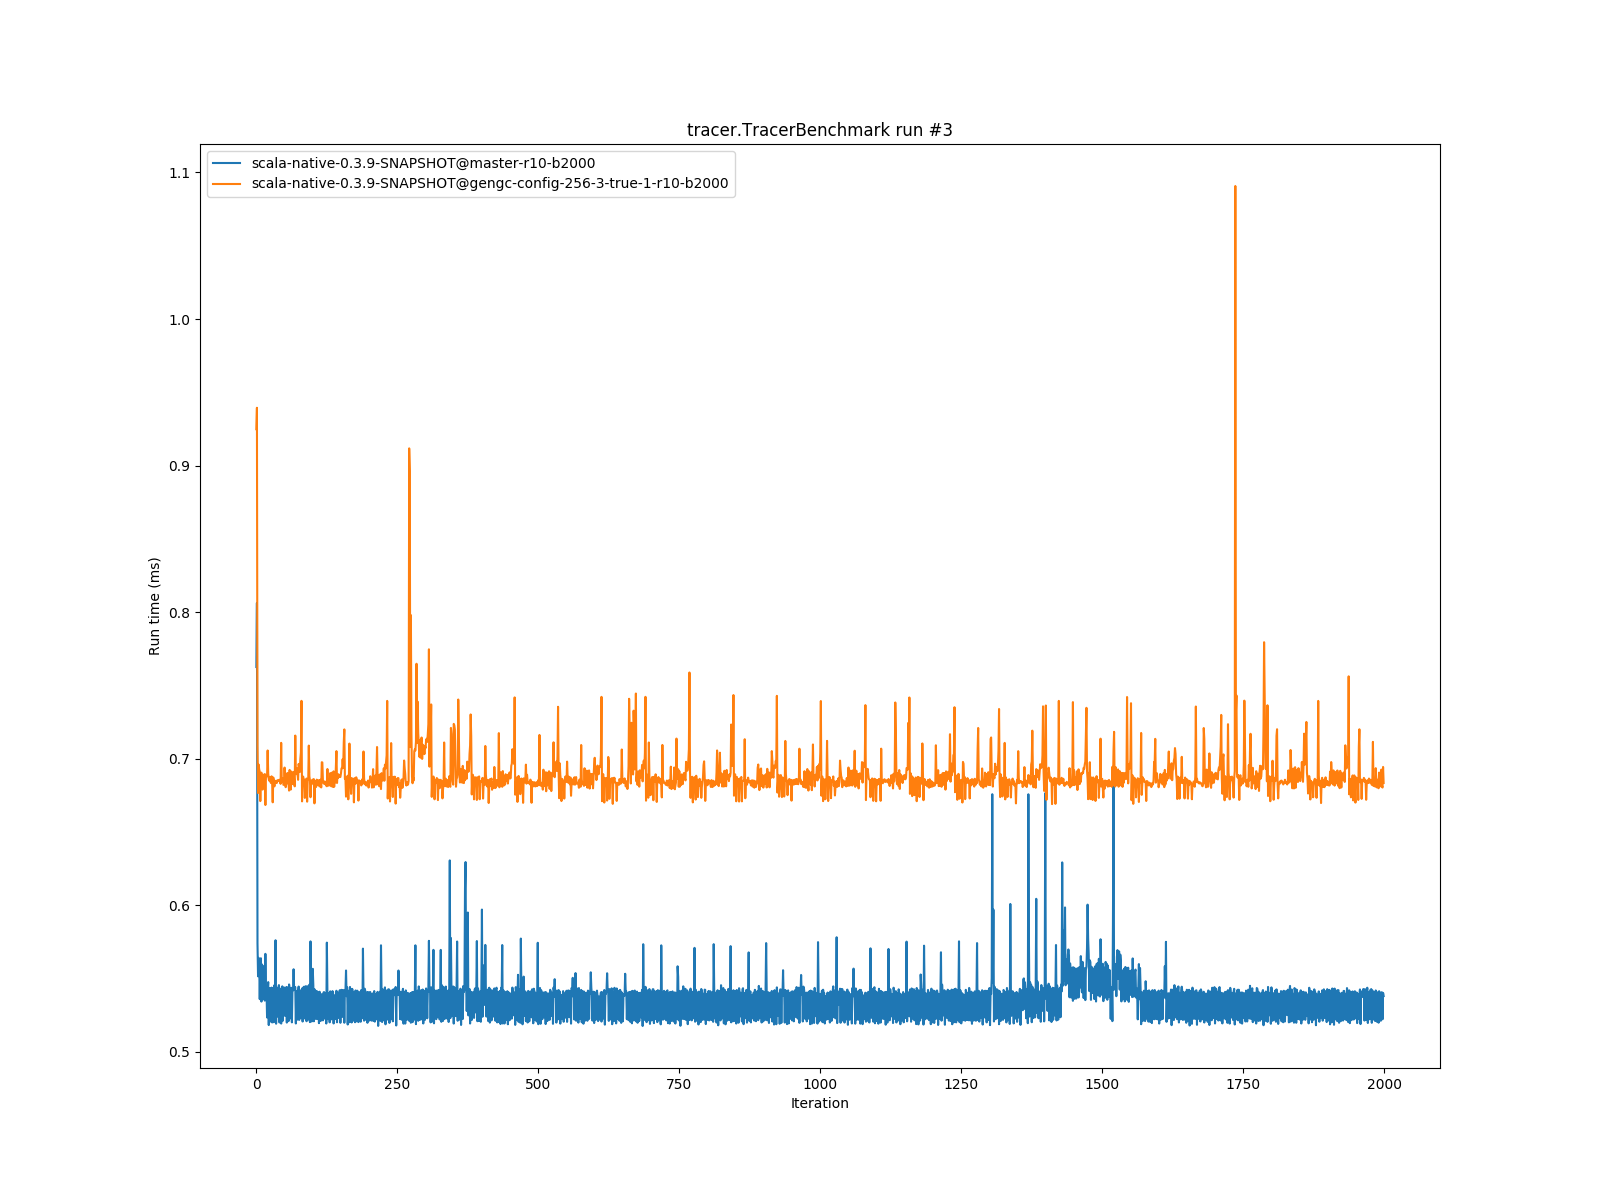 tracer.TracerBenchmark run #3
scala-native-0.3.9-SNAPSHOT@master-r10-b2000
scala-native-0.3.9-SNAPSHOT@gengc-config-256-3-true-1-r10-b2000
1.1
1.0
0.9
0.8
0.7
0.6
0.5
Run time (ms)
0 250 500 750 1000 1250 1500 1750 2000
Iteration